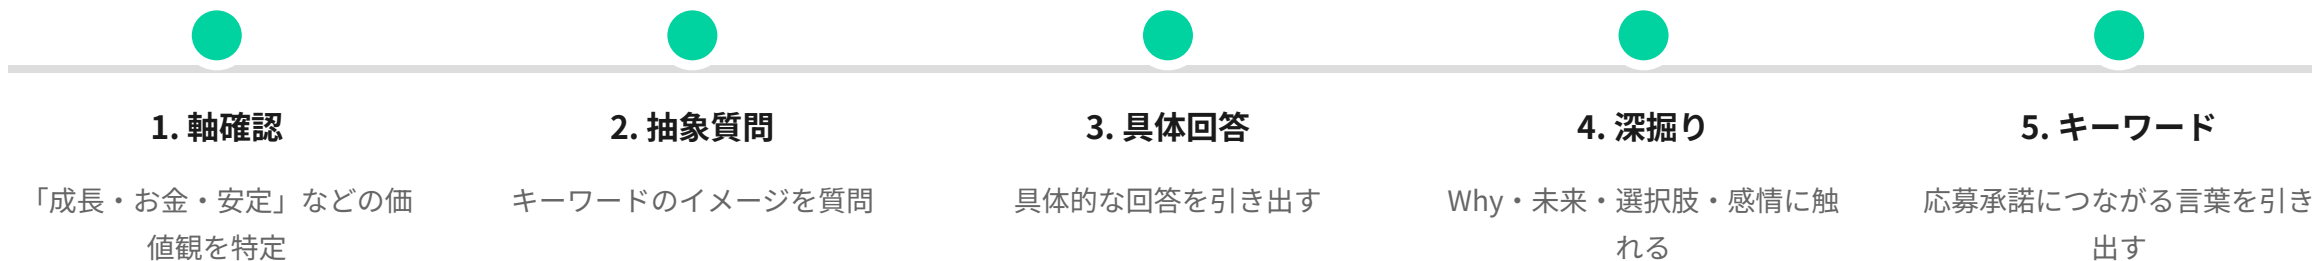 1. 軸確認
「成長・お金・安定」などの価
値観を特定
2. 抽象質問
キーワードのイメージを質問
3. 具体回答
具体的な回答を引き出す
4. 深掘り
Why・未来・選択肢・感情に触
れる
5. キーワード
応募承諾につながる言葉を引き
出す